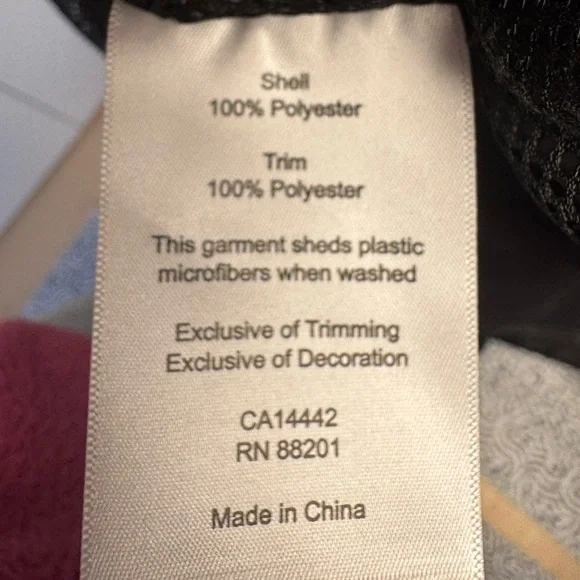 Shell
100% Polyester
Trim
100% Polyester
This garment sheds plastic
microfibers when washed
Exclusive of Trimming
Exclusive of Decoration
CA14442
RN 88201
Made in China